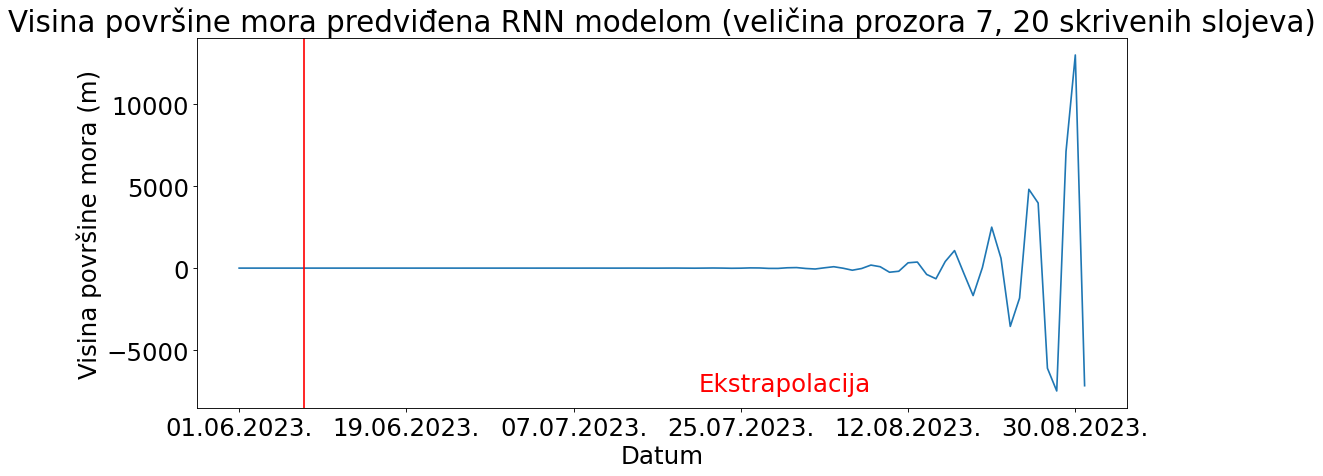 Visina površine mora predviđena RNN modelom (veličina prozora 7, 20 skrivenih slojeva)
Visina površine mora (m)
10000
5000
0
−5000
Ekstrapolacija
01.06.2023. 19.06.2023. 07.07.2023. 25.07.2023. 12.08.2023. 30.08.2023.
Datum